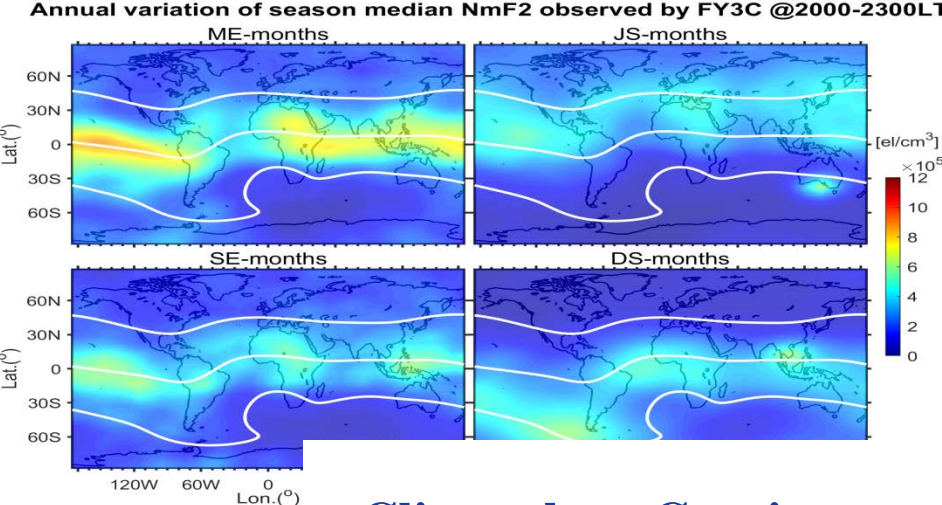 Annual variation of season median NmF2 observed by FY3C @2000-2300LT
ME-months JS-months
60N
30N
0
30S
60S
Lat.(°)
[el/cm³]
×10⁵
12
10
8
6
4
2
0
SE-months DS-months
60N
30N
0
30S
60S
Lat.(°)
120W 60W 0
Lon.(°)